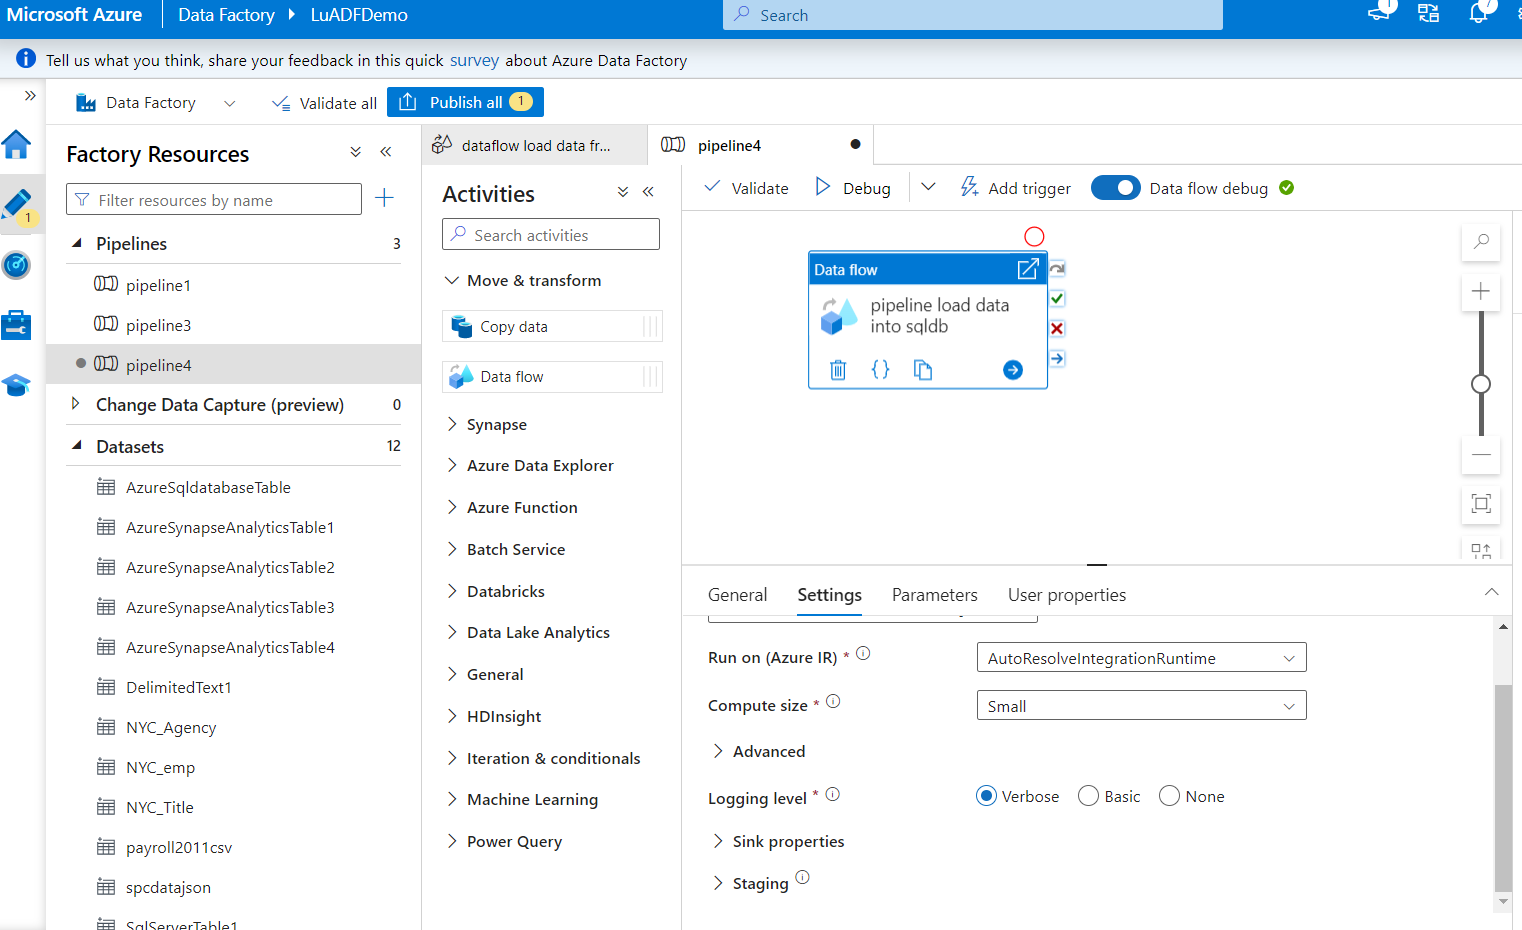 Microsoft Azure
Data Factory
LuADFDemo
Search
Tell us what you think, share your feedback in this quick survey about Azure Data Factory
Data Factory
Validate all
Publish all
1
Factory Resources
Filter resources by name
1
Pipelines
3
pipeline1
pipeline3
pipeline4
Change Data Capture (preview)
0
Datasets
12
AzureSqldatabaseTable
AzureSynapseAnalyticsTable1
AzureSynapseAnalyticsTable2
AzureSynapseAnalyticsTable3
AzureSynapseAnalyticsTable4
DelimitedText1
NYC_Agency
NYC_emp
NYC_Title
payroll2011csv
spcdatajson
SqlServerTable1
dataflow load data fr...
pipeline4
Activities
Search activities
Move & transform
Copy data
Data flow
Synapse
Azure Data Explorer
Azure Function
Batch Service
Databricks
Data Lake Analytics
General
HDInsight
Iteration & conditionals
Machine Learning
Power Query
Validate
Debug
Add trigger
Data flow debug
Data flow
pipeline load data
into sqldb
General
Settings
Parameters
User properties
Run on (Azure IR) *
AutoResolveIntegrationRuntime
Compute size *
Small
Advanced
Logging level *
Verbose
Basic
None
Sink properties
Staging